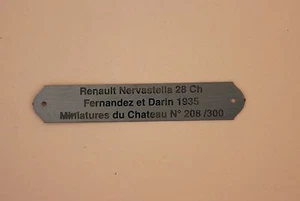 Renault Nervastella 28 Ch
Fernandez et Darin 1935
Miniatures du Chateau N° 208 /300